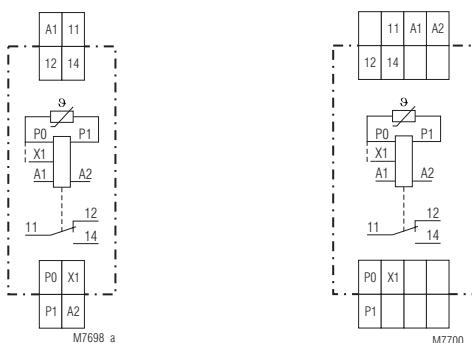 A1 11
12 14
ϑ
P0 P1
X1
A1 A2
12
11
14
P0 X1
P1 A2
M7698_a
11 A1 A2
12 14
ϑ
P0 P1
X1
A1 A2
12
11
14
P0 X1
P1
M7700